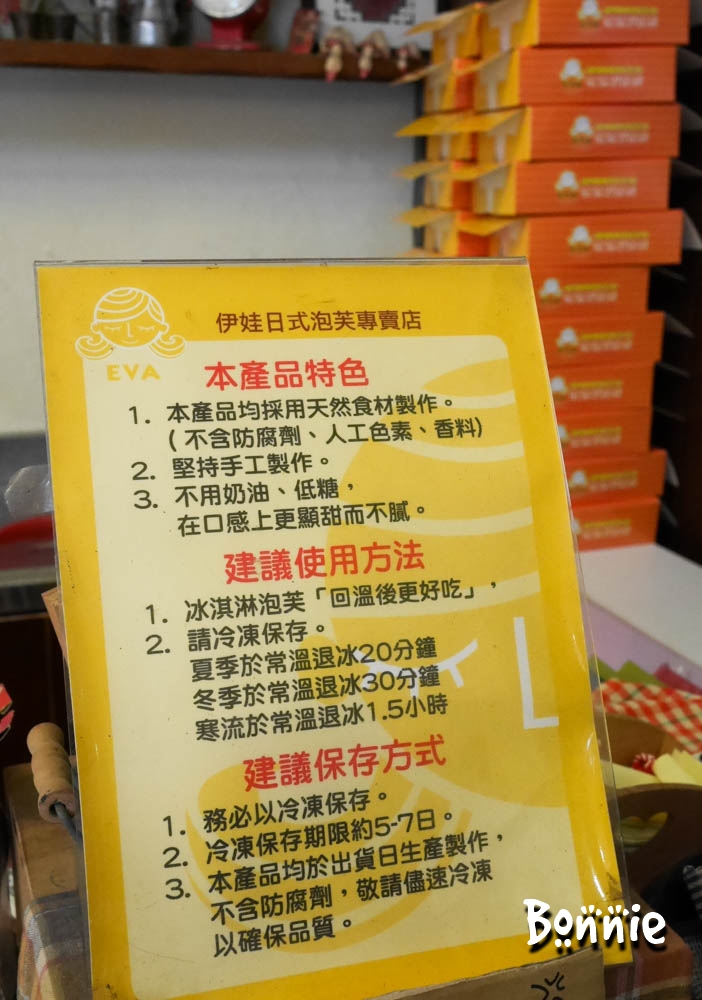 伊娃日式泡芙專賣店
EVA
本產品特色
1. 本產品均採用天然食材製作。
(不含防腐劑、人工色素、香料)
2. 堅持手工製作。
3. 不用奶油、低糖，
在口感上更顯甜而不膩。
建議使用方法
1. 冰淇淋泡芙「回溫後更好吃」，
2. 請冷凍保存。
夏季於常溫退冰20分鐘
冬季於常溫退冰30分鐘
寒流於常溫退冰1.5小時
建議保存方式
1. 務必以冷凍保存。
2. 冷凍保存期限約5-7日。
3. 本產品均於出貨日生產製作，
不含防腐劑，敬請儘速冷凍
以確保品質。
Bonnie